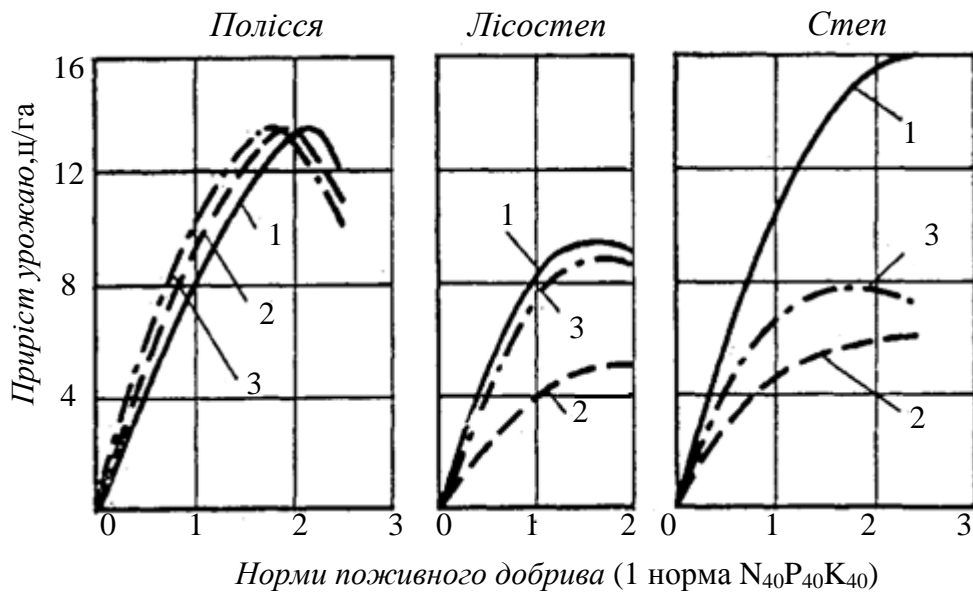 Полісся Лісостеп Степ
Приріст урожаю,ц/га
16
12
8
4
0 1 2 3
1
2
3
0 1 2
1
3
2
0 1 2 3
1
3
2
Норми поживного добрива (1 норма N₄₀P₄₀K₄₀)